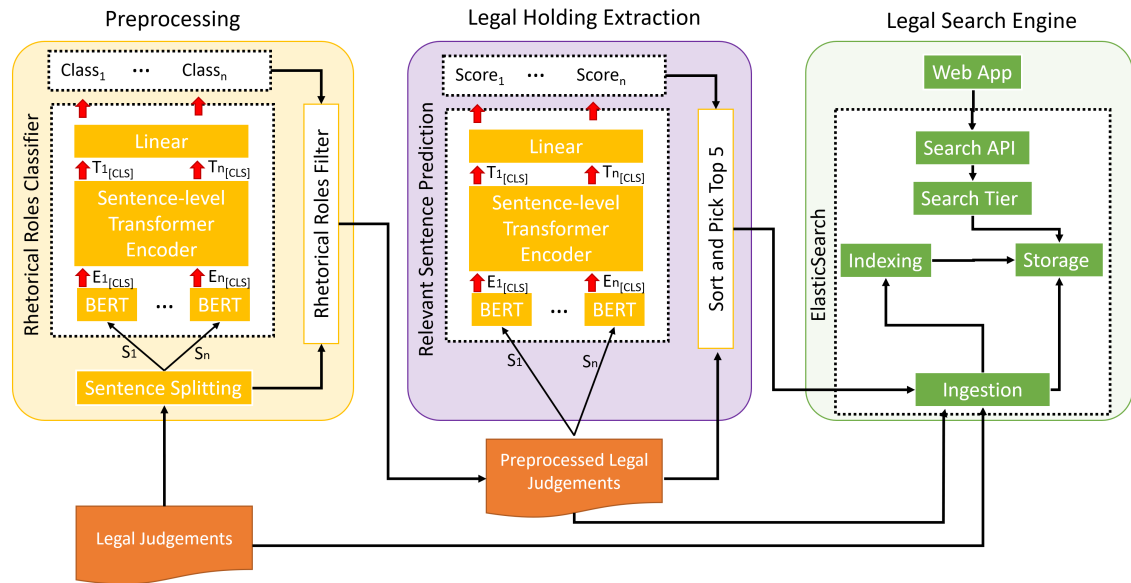 Preprocessing
Class1 ... Classn
Rhetorical Roles Classifier
Linear
T1[CLS] Tn[CLS]
Sentence-level
Transformer
Encoder
E1[CLS] En[CLS]
BERT ... BERT
S1 Sn
Sentence Splitting
Rhetorical Roles Filter
Legal Judgements
Legal Holding Extraction
Score1 ... Scoren
Relevant Sentence Prediction
Linear
T1[CLS] Tn[CLS]
Sentence-level
Transformer
Encoder
E1[CLS] En[CLS]
BERT ... BERT
S1 Sn
Sort and Pick Top 5
Preprocessed Legal
Judgements
Legal Search Engine
Web App
ElasticSearch
Search API
Search Tier
Indexing Storage
Ingestion